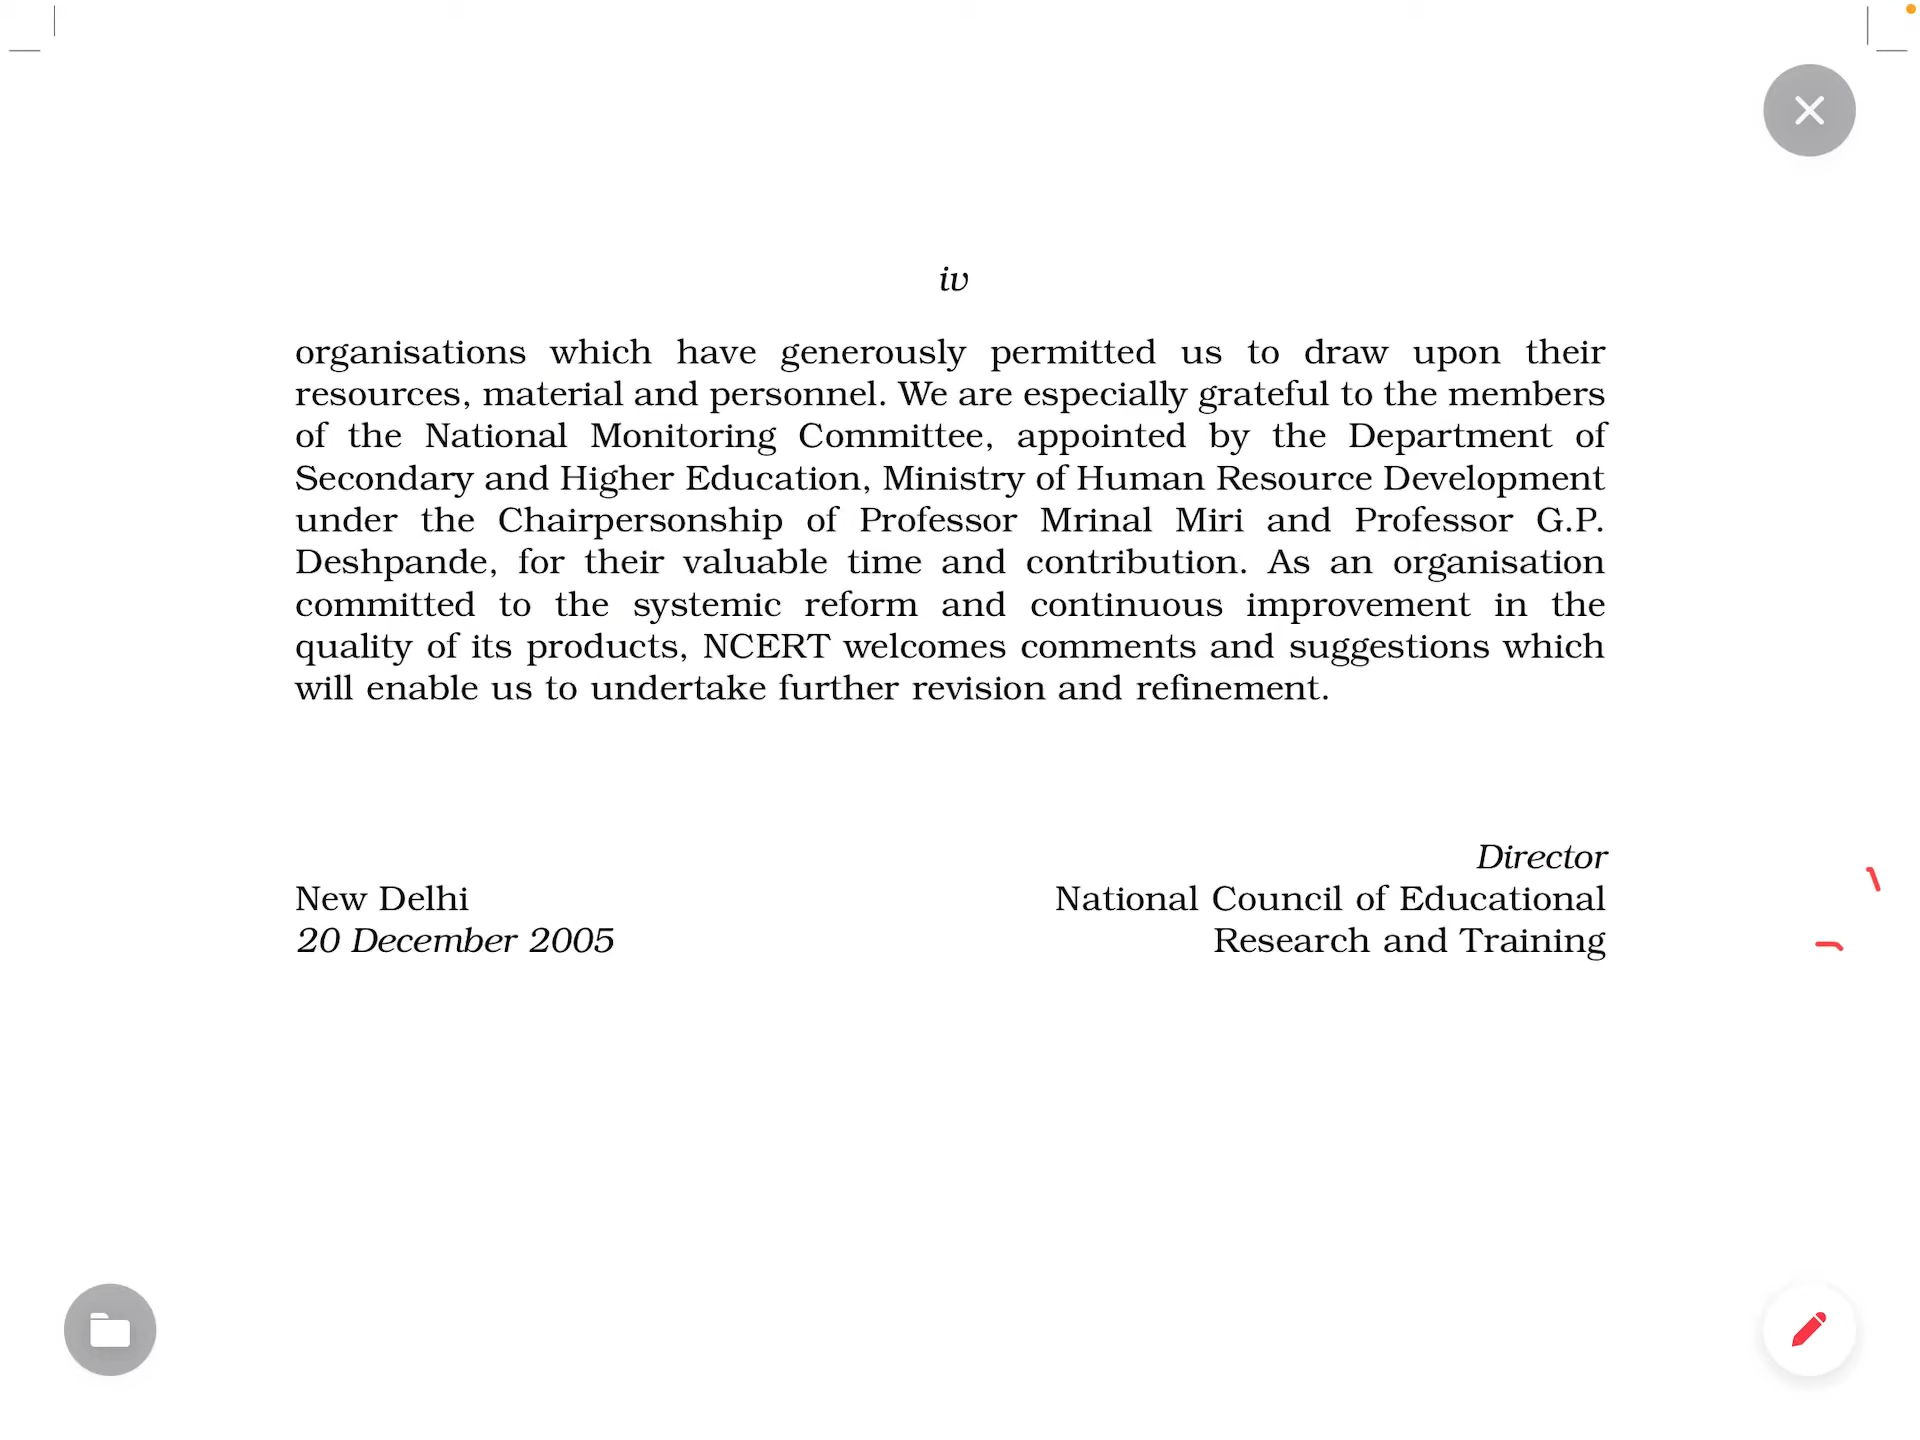 iv
organisations which have generously permitted us to draw upon their
resources, material and personnel. We are especially grateful to the members
of the National Monitoring Committee, appointed by the Department of
Secondary and Higher Education, Ministry of Human Resource Development
under the Chairpersonship of Professor Mrinal Miri and Professor G.P.
Deshpande, for their valuable time and contribution. As an organisation
committed to the systemic reform and continuous improvement in the
quality of its products, NCERT welcomes comments and suggestions which
will enable us to undertake further revision and refinement.
Director
New Delhi National Council of Educational
20 December 2005 Research and Training